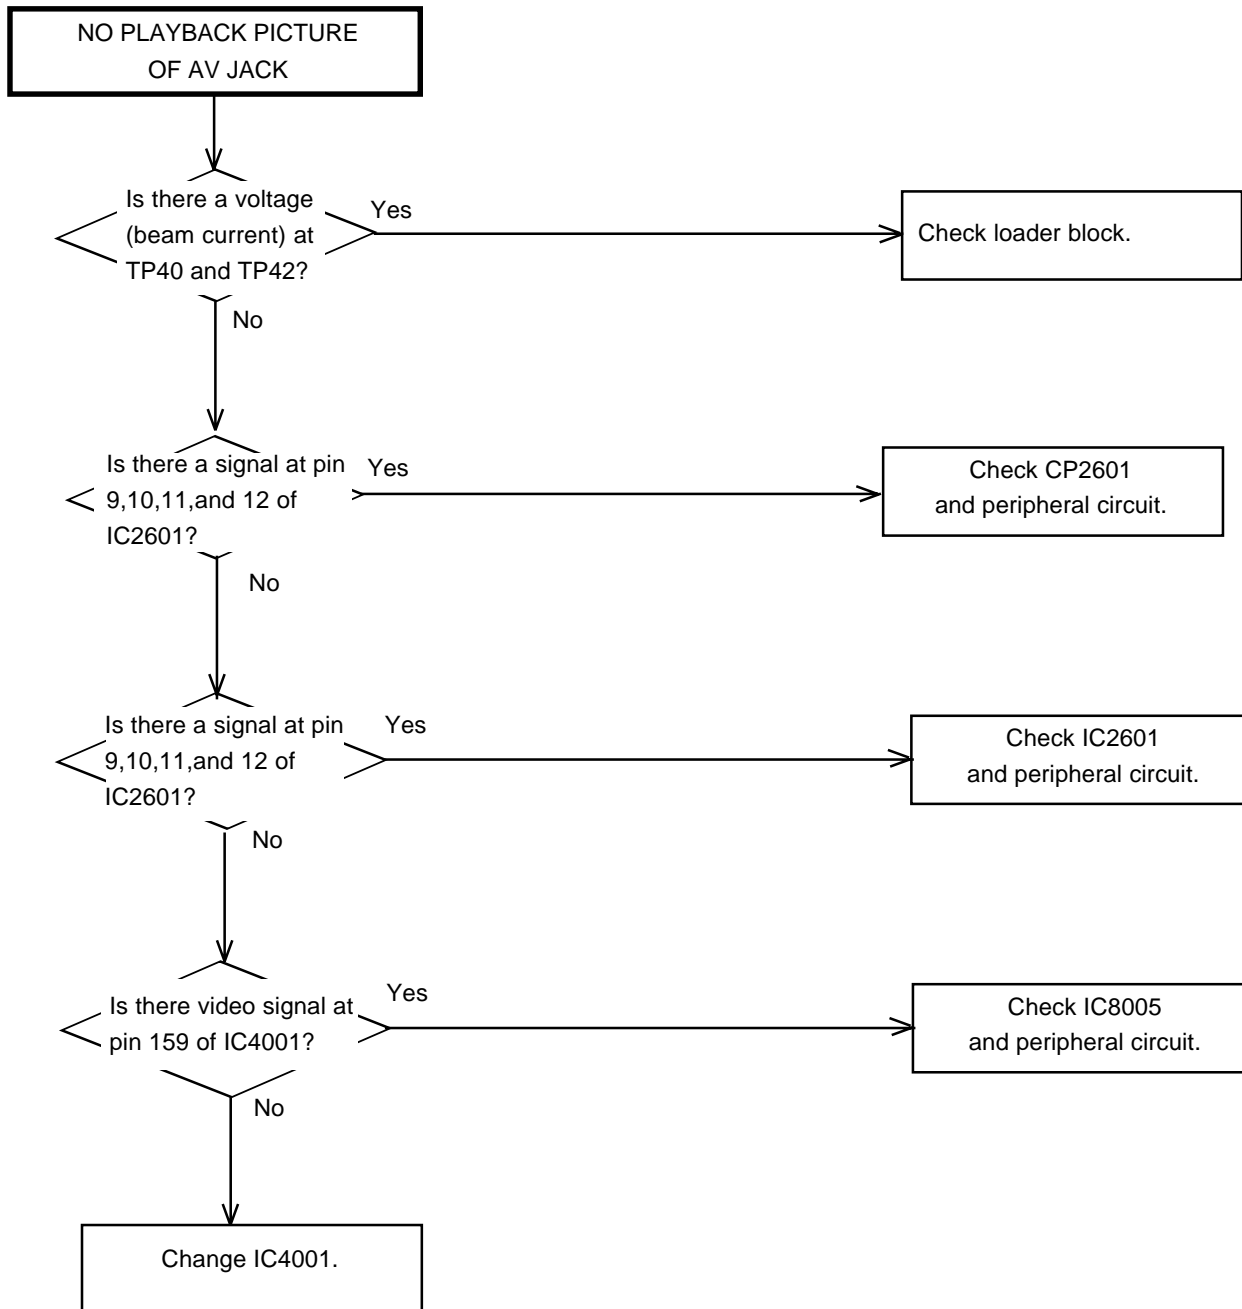 NO PLAYBACK PICTURE
OF AV JACK
Is there a voltage
(beam current) at
TP40 and TP42?
Yes
Check loader block.
No
Is there a signal at pin
9,10,11,and 12 of
IC2601?
Yes
Check CP2601
and peripheral circuit.
No
Is there a signal at pin
9,10,11,and 12 of
IC2601?
Yes
Check IC2601
and peripheral circuit.
No
Is there video signal at
pin 159 of IC4001?
Yes
Check IC8005
and peripheral circuit.
No
Change IC4001.